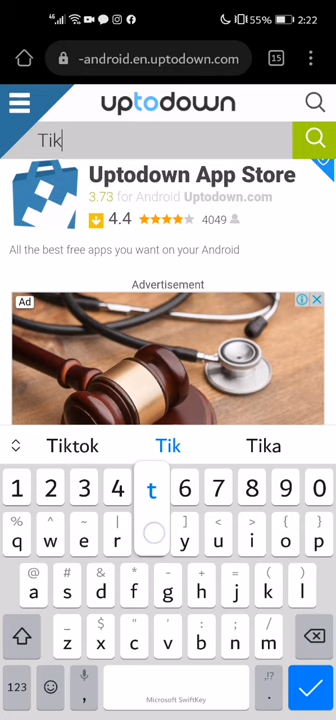 4G 55% 2:22
-android.en.uptodown.com 15
uptodown
Tik
Uptodown App Store
3.73 for Android Uptodown.com
4.4 4049
All the best free apps you want on your Android
Advertisement
Ad
Tiktok Tik Tika
1 2 3 4 t 6 7 8 9 0
% ^ ~ | ] < > { }
q w e r y u i o p
@ # & * - + = ( )
a s d f g h j k l
_ $ " ' : ; /
z x c v b n m
123 , Microsoft SwiftKey . ,!?